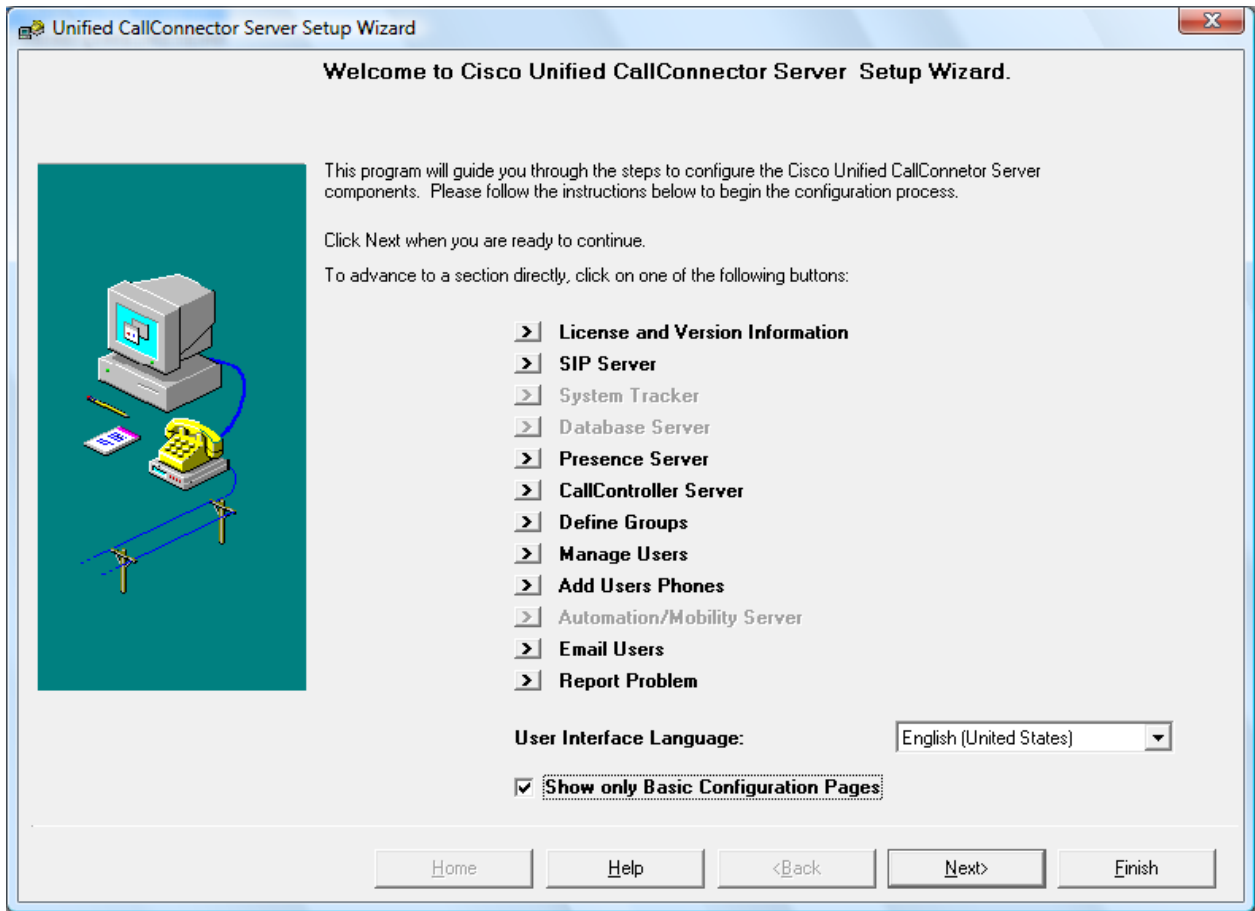 Unified CallConnector Server Setup Wizard
Welcome to Cisco Unified CallConnector Server Setup Wizard.
This program will guide you through the steps to configure the Cisco Unified CallConnetor Server
components. Please follow the instructions below to begin the configuration process.
Click Next when you are ready to continue.
To advance to a section directly, click on one of the following buttons:
> License and Version Information
> SIP Server
> System Tracker
> Database Server
> Presence Server
> CallController Server
> Define Groups
> Manage Users
> Add Users Phones
> Automation/Mobility Server
> Email Users
> Report Problem
User Interface Language: English (United States)
Show only Basic Configuration Pages
Home Help <Back Next> Finish